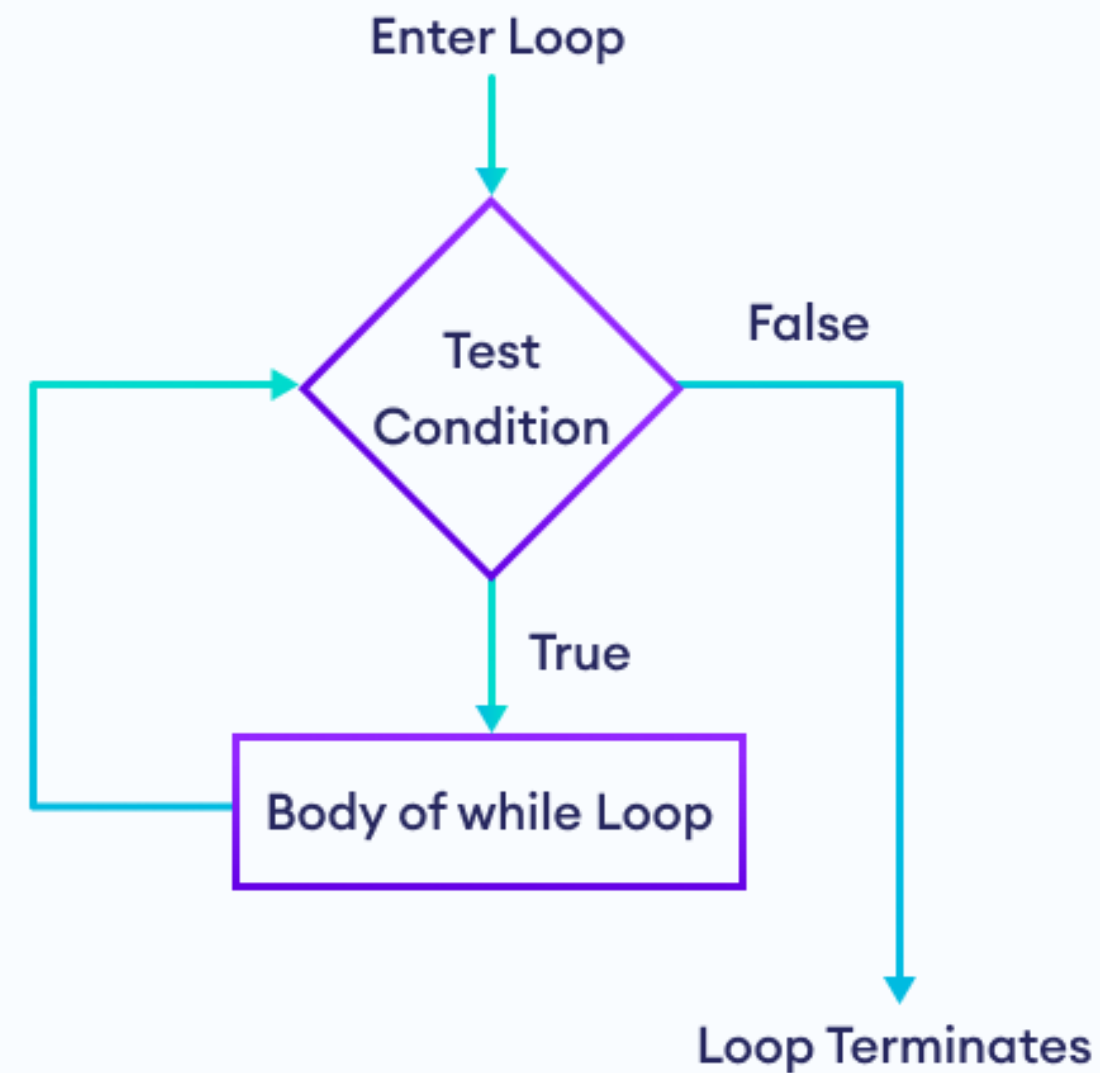 Enter Loop
Test
Condition
False
True
Body of while Loop
Loop Terminates